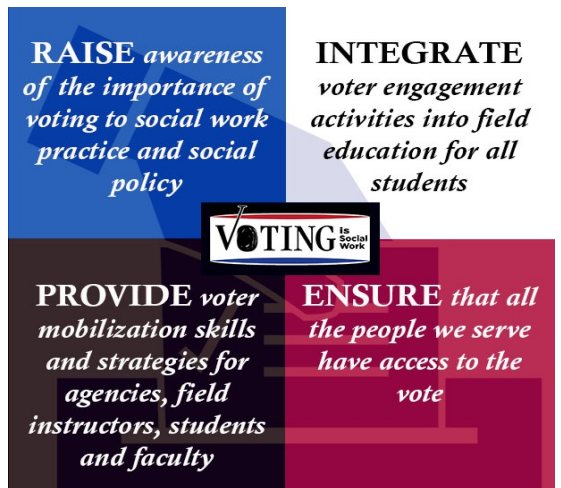 RAISE awareness
of the importance of
voting to social work
practice and social
policy
INTEGRATE
voter engagement
activities into field
education for all
students
VOTING is
Social
Work
PROVIDE voter
mobilization skills
and strategies for
agencies, field
instructors, students
and faculty
ENSURE that all
the people we serve
have access to the
vote